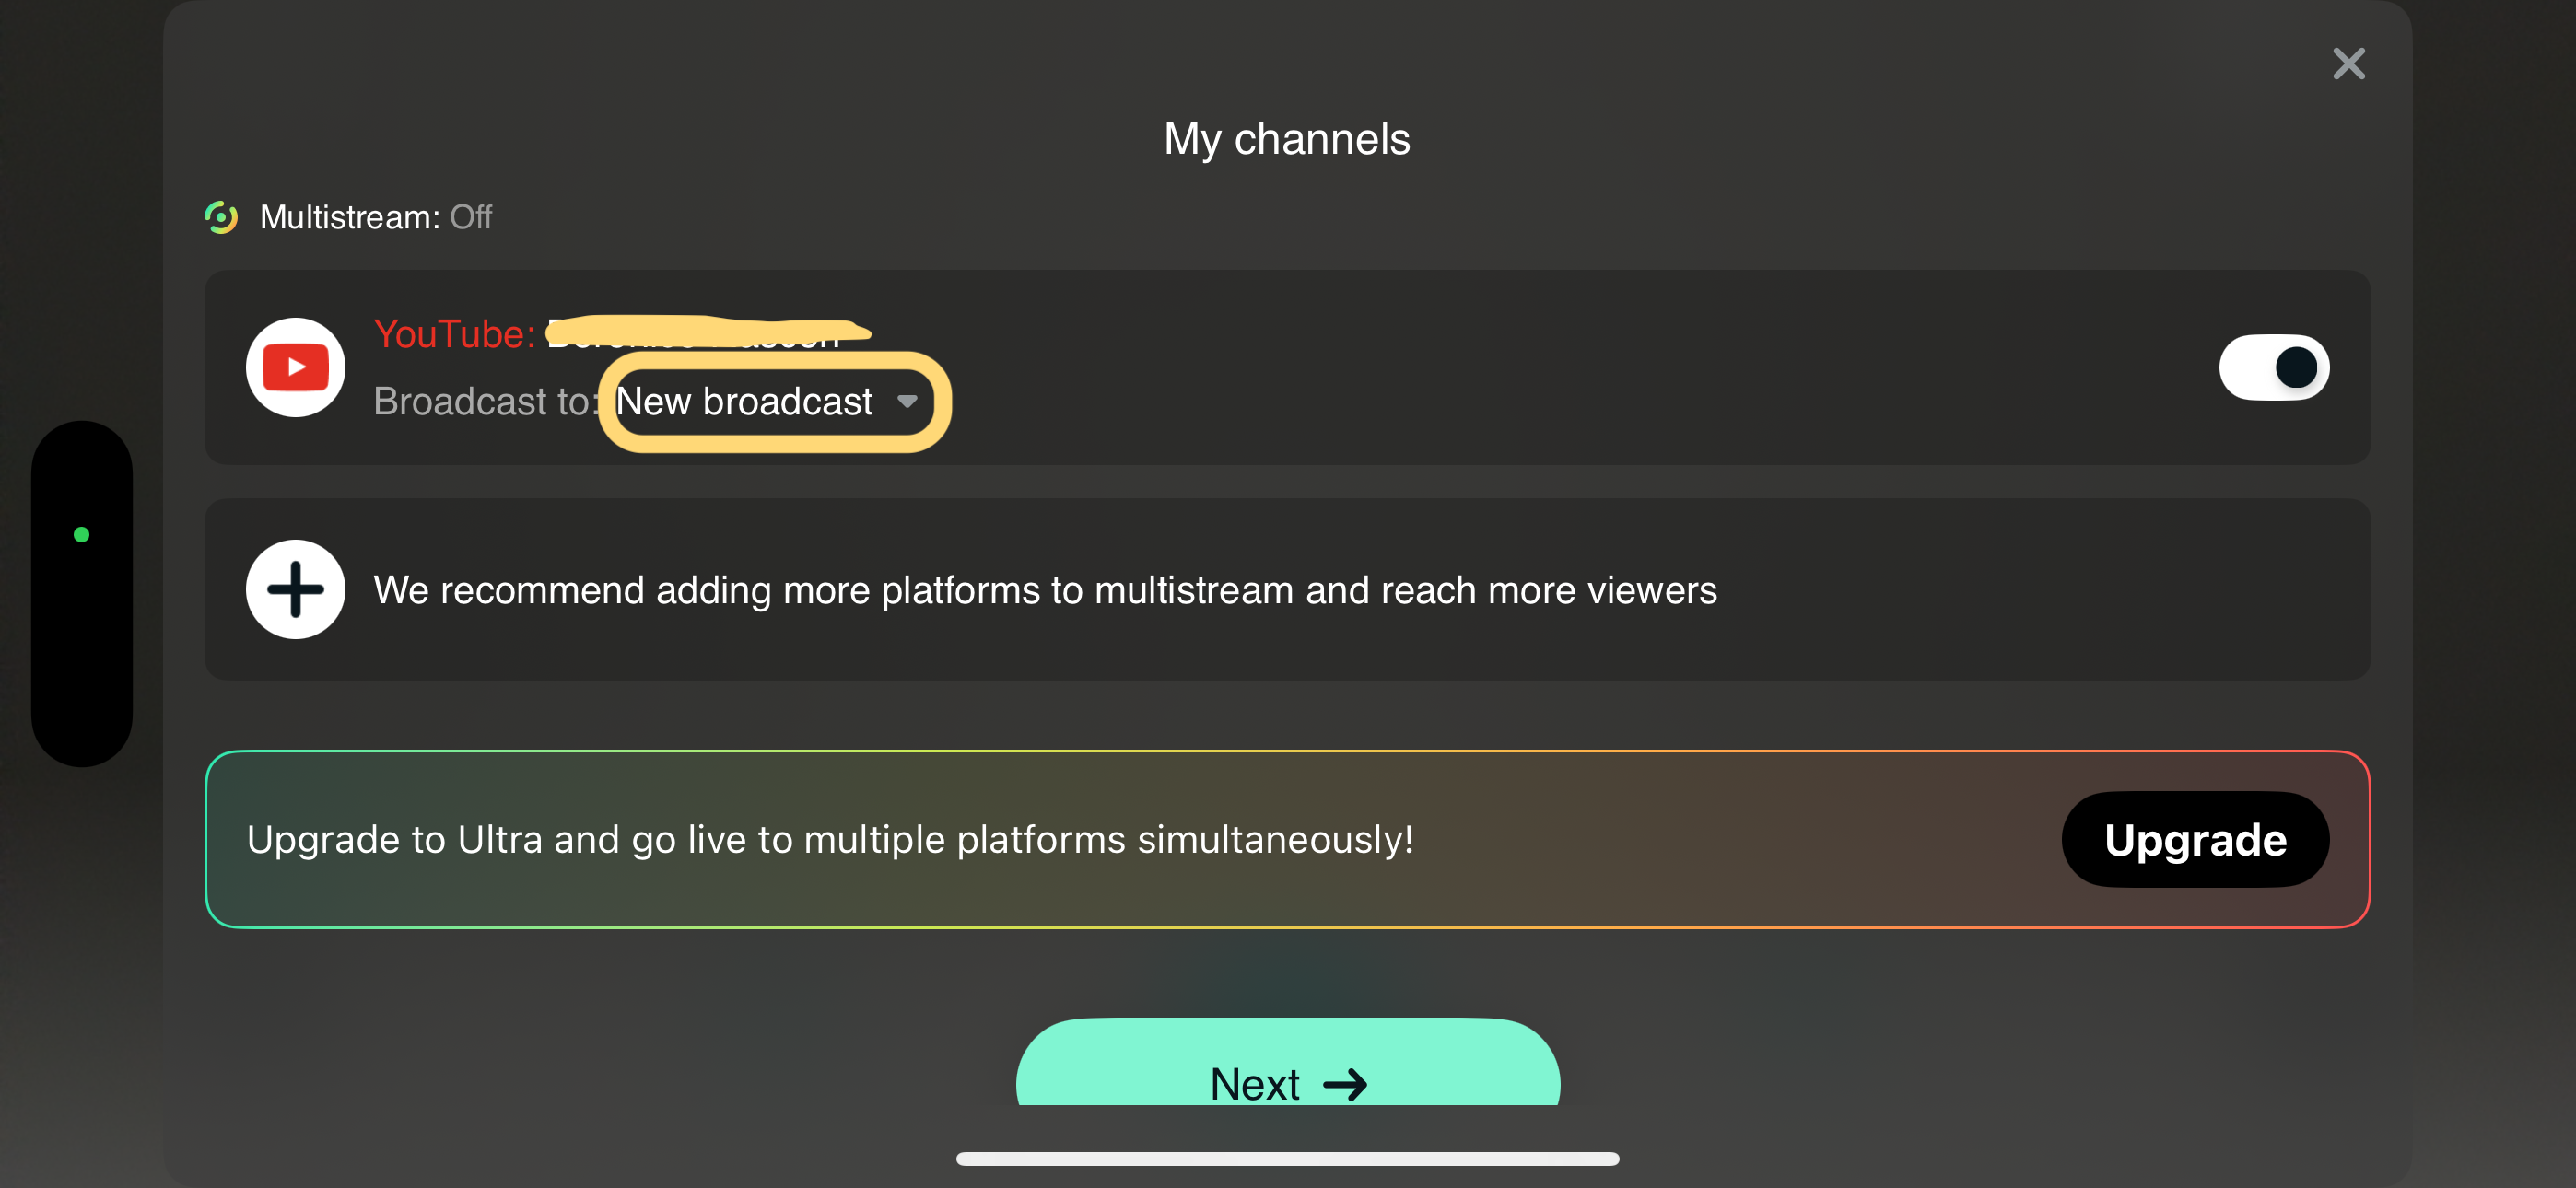 My channels
Multistream: Off
YouTube:
Broadcast to: New broadcast
We recommend adding more platforms to multistream and reach more viewers
Upgrade to Ultra and go live to multiple platforms simultaneously!
Upgrade
Next